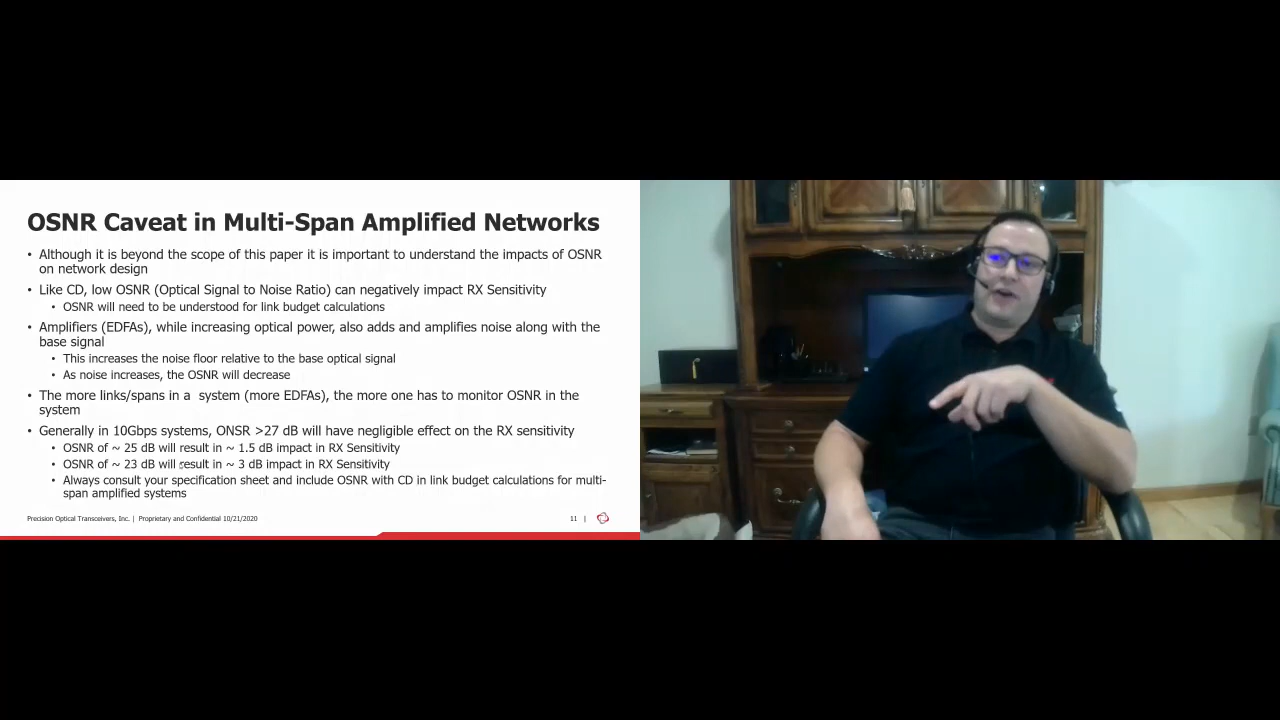 OSNR Caveat in Multi-Span Amplified Networks
• Although it is beyond the scope of this paper it is important to understand the impacts of OSNR
on network design
• Like CD, low OSNR (Optical Signal to Noise Ratio) can negatively impact RX Sensitivity
• OSNR will need to be understood for link budget calculations
• Amplifiers (EDFAs), while increasing optical power, also adds and amplifies noise along with the
base signal
• This increases the noise floor relative to the base optical signal
• As noise increases, the OSNR will decrease
• The more links/spans in a system (more EDFAs), the more one has to monitor OSNR in the
system
• Generally in 10Gbps systems, ONSR >27 dB will have negligible effect on the RX sensitivity
• OSNR of ~ 25 dB will result in ~ 1.5 dB impact in RX Sensitivity
• OSNR of ~ 23 dB will result in ~ 3 dB impact in RX Sensitivity
• Always consult your specification sheet and include OSNR with CD in link budget calculations for multi-
span amplified systems
Precision Optical Transceivers, Inc. | Proprietary and Confidential 10/21/2020 11 |